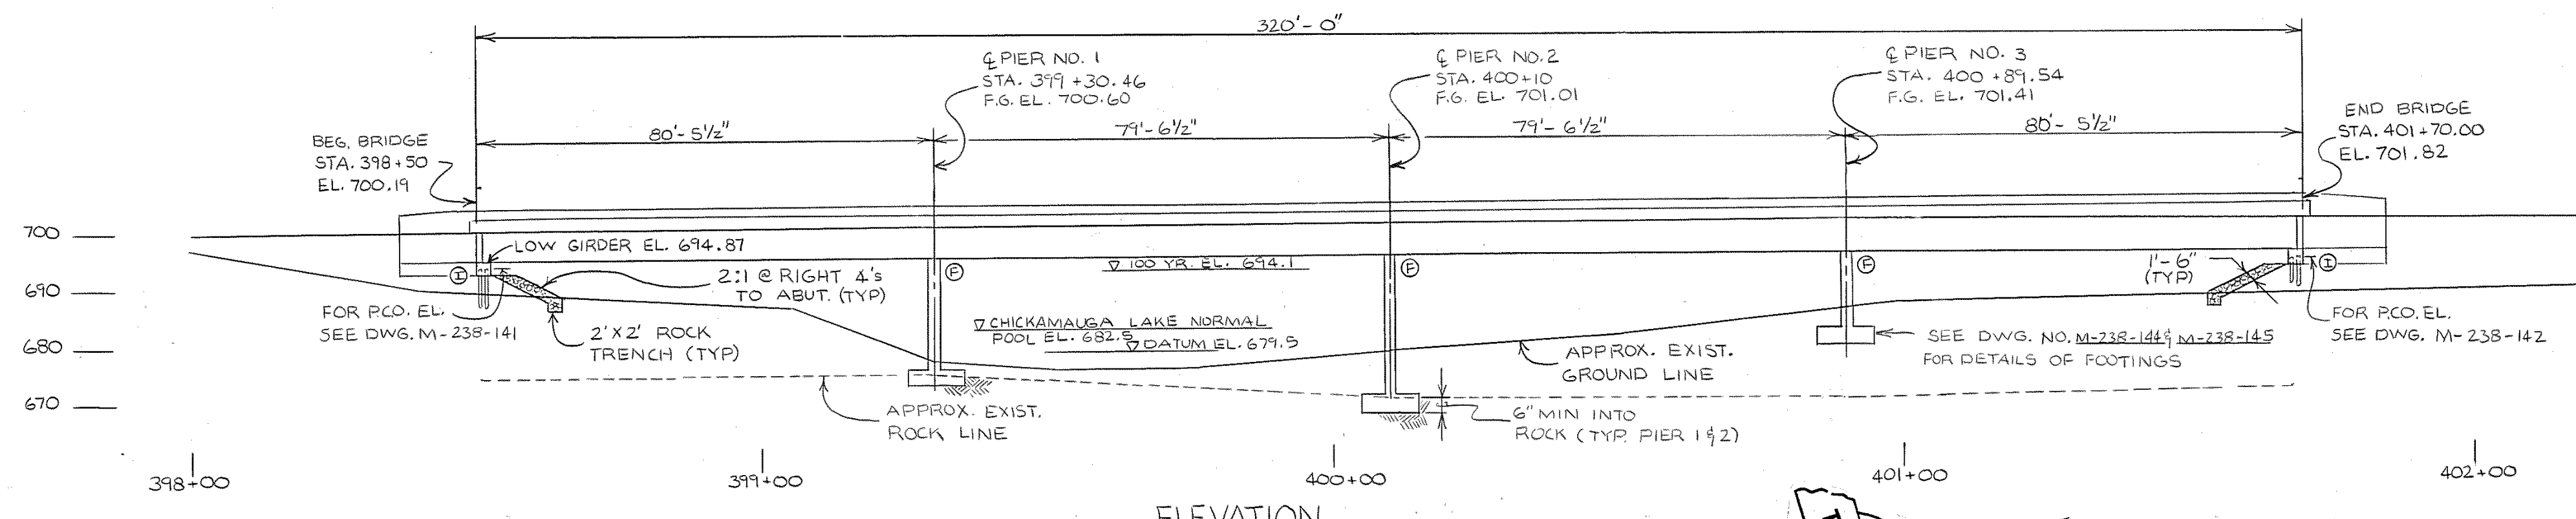 320'- 0"
℄ PIER NO. 1
STA. 399 +30.46
F.G. EL. 700.60
℄ PIER NO.2
STA. 400+10
F.G. EL. 701.01
℄ PIER NO. 3
STA. 400 +89.54
F.G. EL. 701.41
BEG. BRIDGE
STA. 398+50
EL. 700.19
80'- 5½"
79'- 6½"
79'- 6½"
80'- 5½"
END BRIDGE
STA. 401+70.00
EL. 701.82
700
690
680
670
LOW GIRDER EL. 694.87
I
F
F
F
I
2:1 @ RIGHT ∠'s
TO ABUT. (TYP)
▽ 100 YR. EL. 694.1
1'- 6"
(TYP)
FOR P.C.O. EL.
SEE DWG. M-238-141
2' X 2' ROCK
TRENCH (TYP)
▽ CHICKAMAUGA LAKE NORMAL
POOL EL. 682.5
▽ DATUM EL. 679.5
APPROX. EXIST.
GROUND LINE
SEE DWG. NO. M-238-144 & M-238-145
FOR DETAILS OF FOOTINGS
FOR P.C.O. EL.
SEE DWG. M-238-142
APPROX. EXIST.
ROCK LINE
6" MIN INTO
ROCK (TYP. PIER 1 & 2)
398+00
399+00
400+00
401+00
402+00
ELEVATION